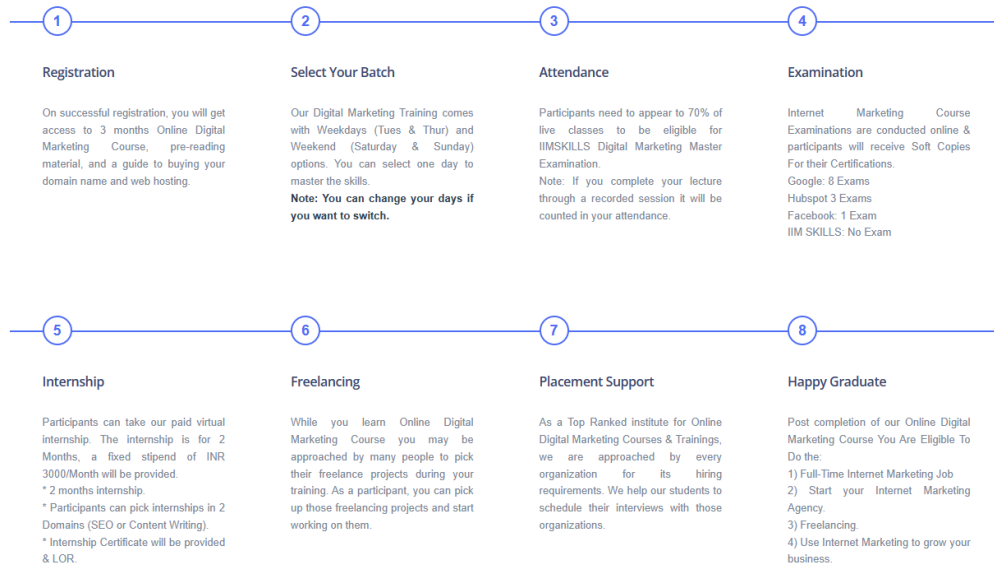 1
Registration
On successful registration, you will get
access to 3 months Online Digital
Marketing Course, pre-reading
material, and a guide to buying your
domain name and web hosting.
2
Select Your Batch
Our Digital Marketing Training comes
with Weekdays (Tues & Thur) and
Weekend (Saturday & Sunday)
options. You can select one day to
master the skills.
Note: You can change your days if
you want to switch.
3
Attendance
Participants need to appear to 70% of
live classes to be eligible for
IIMSKILLS Digital Marketing Master
Examination.
Note: If you complete your lecture
through a recorded session it will be
counted in your attendance.
4
Examination
Internet Marketing Course
Examinations are conducted online &
participants will receive Soft Copies
For their Certifications.
Google: 8 Exams
Hubspot 3 Exams
Facebook: 1 Exam
IIM SKILLS: No Exam
5
Internship
Participants can take our paid virtual
internship. The internship is for 2
Months, a fixed stipend of INR
3000/Month will be provided.
* 2 months internship.
* Participants can pick internships in 2
Domains (SEO or Content Writing).
* Internship Certificate will be provided
& LOR.
6
Freelancing
While you learn Online Digital
Marketing Course you may be
approached by many people to pick
their freelance projects during your
training. As a participant, you can pick
up those freelancing projects and start
working on them.
7
Placement Support
As a Top Ranked institute for Online
Digital Marketing Courses & Trainings,
we are approached by every
organization for its hiring
requirements. We help our students to
schedule their interviews with those
organizations.
8
Happy Graduate
Post completion of our Online Digital
Marketing Course You Are Eligible To
Do the:
1) Full-Time Internet Marketing Job
2) Start your Internet Marketing
Agency.
3) Freelancing.
4) Use Internet Marketing to grow your
business.